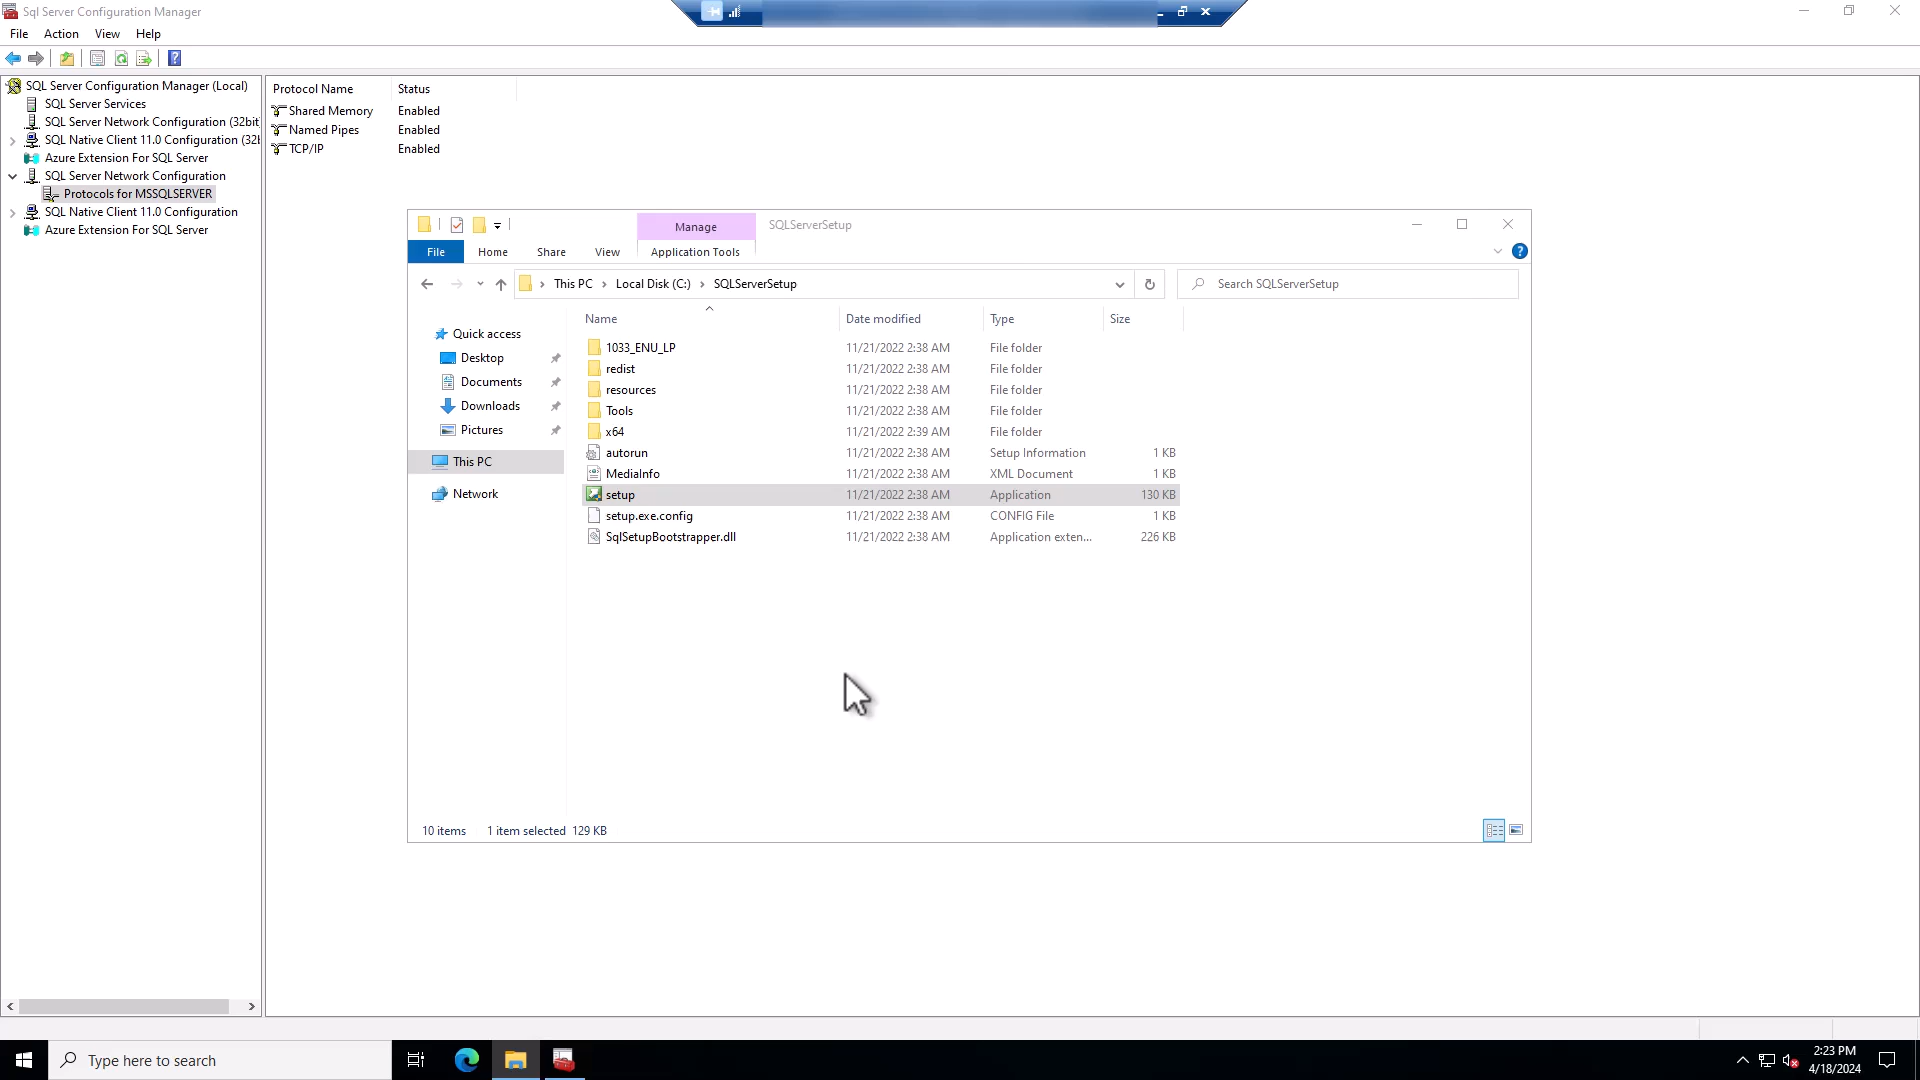 Sql Server Configuration Manager
File Action View Help
SQL Server Configuration Manager (Local)
SQL Server Services
SQL Server Network Configuration (32bit
SQL Native Client 11.0 Configuration (32
Azure Extension For SQL Server
SQL Server Network Configuration
Protocols for MSSQLSERVER
SQL Native Client 11.0 Configuration
Azure Extension For SQL Server
Protocol Name Status
Shared Memory Enabled
Named Pipes Enabled
TCP/IP Enabled
Manage SQLServerSetup
File Home Share View Application Tools
This PC Local Disk (C:) SQLServerSetup Search SQLServerSetup
Quick access
Desktop
Documents
Downloads
Pictures
This PC
Network
Name Date modified Type Size
1033_ENU_LP 11/21/2022 2:38 AM File folder
redist 11/21/2022 2:38 AM File folder
resources 11/21/2022 2:38 AM File folder
Tools 11/21/2022 2:38 AM File folder
x64 11/21/2022 2:39 AM File folder
autorun 11/21/2022 2:38 AM Setup Information 1 KB
MediaInfo 11/21/2022 2:38 AM XML Document 1 KB
setup 11/21/2022 2:38 AM Application 130 KB
setup.exe.config 11/21/2022 2:38 AM CONFIG File 1 KB
SqlSetupBootstrapper.dll 11/21/2022 2:38 AM Application exten... 226 KB
10 items 1 item selected 129 KB
Type here to search
2:23 PM
4/18/2024